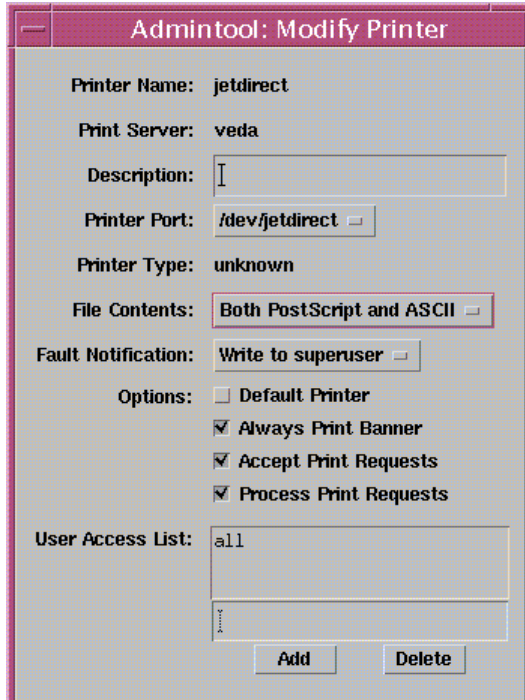 Admintool: Modify Printer
Printer Name: jetdirect
Print Server: veda
Description:
Printer Port: /dev/jetdirect
Printer Type: unknown
File Contents: Both PostScript and ASCII
Fault Notification: Write to superuser
Options: Default Printer
Always Print Banner
Accept Print Requests
Process Print Requests
User Access List: all
Add Delete